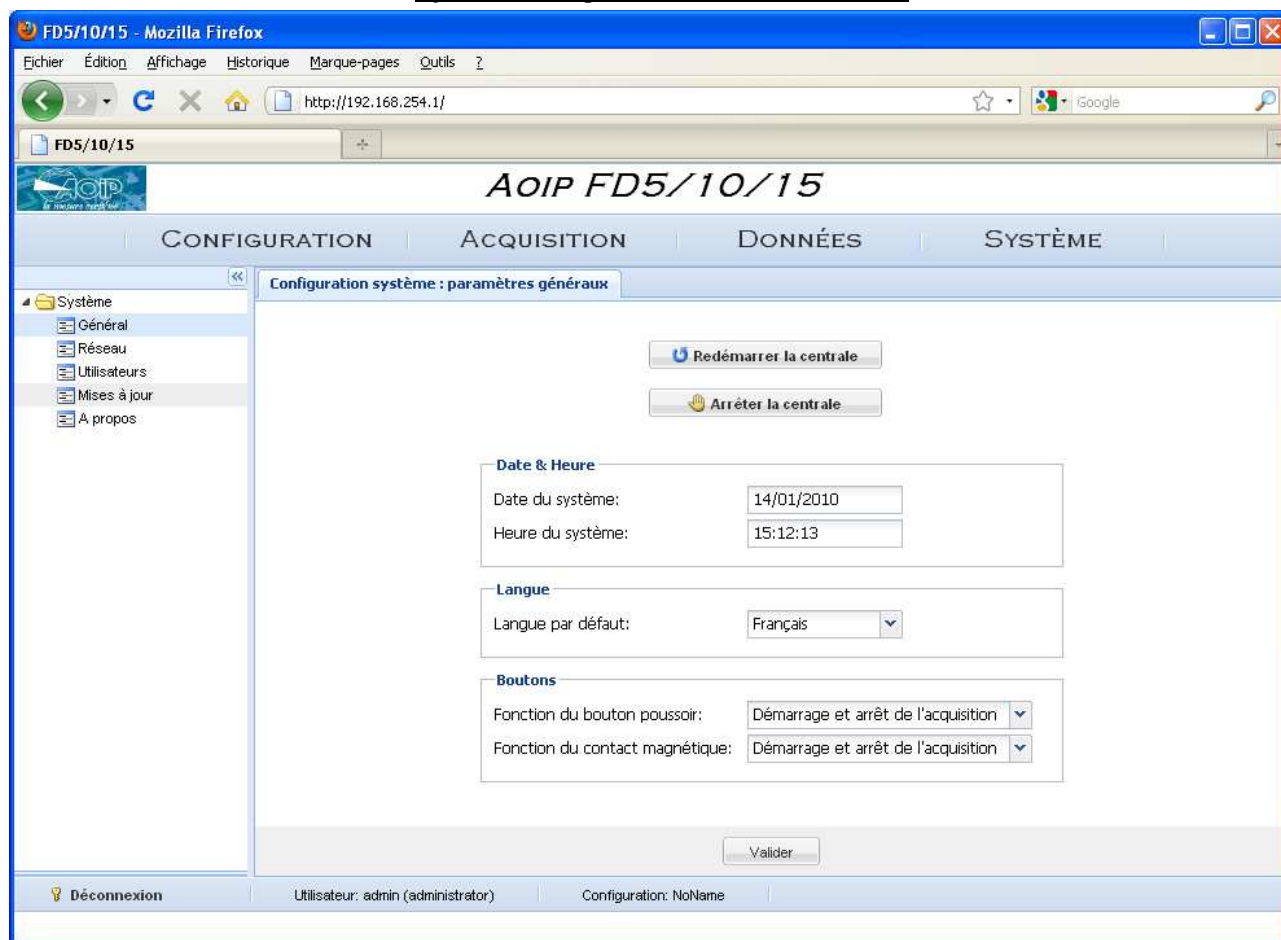 FD5/10/15 - Mozilla Firefox
Fichier Édition Affichage Historique Marque-pages Outils ?
http://192.168.254.1/
Google
FD5/10/15
AOIP
AOIP FD5/10/15
CONFIGURATION ACQUISITION DONNÉES SYSTÈME
Configuration système : paramètres généraux
Système
Général
Réseau
Utilisateurs
Mises à jour
A propos
Redémarrer la centrale
Arrêter la centrale
Date & Heure
Date du système: 14/01/2010
Heure du système: 15:12:13
Langue
Langue par défaut: Français
Boutons
Fonction du bouton poussoir: Démarrage et arrêt de l'acquisition
Fonction du contact magnétique: Démarrage et arrêt de l'acquisition
Valider
Déconnexion Utilisateur: admin (administrator) Configuration: NoName